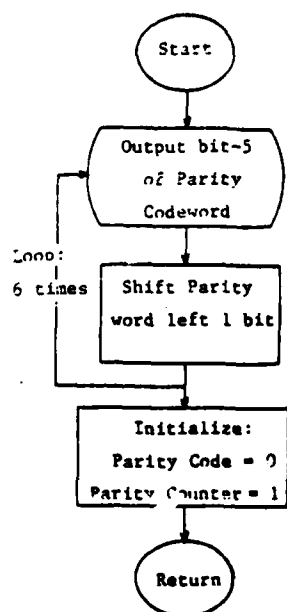 Start
Output bit-5
of Parity
Codeword
Loop:
6 times
Shift Parity
word left 1 bit
Initialize:
Parity Code = 0
Parity Counter = 1
Return